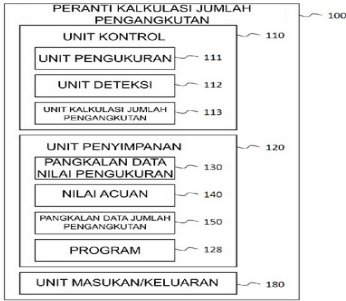 PERANTI KALKULASI JUMLAH
PENGANGKUTAN
100
UNIT KONTROL
110
UNIT PENGUKURAN
111
UNIT DETEKSI
112
UNIT KALKULASI JUMLAH
PENGANGKUTAN
113
UNIT PENYIMPANAN
120
PANGKALAN DATA
NILAI PENGUKURAN
130
NILAI ACUAN
140
PANGKALAN DATA JUMLAH
PENGANGKUTAN
150
PROGRAM
128
UNIT MASUKAN/KELUARAN
180